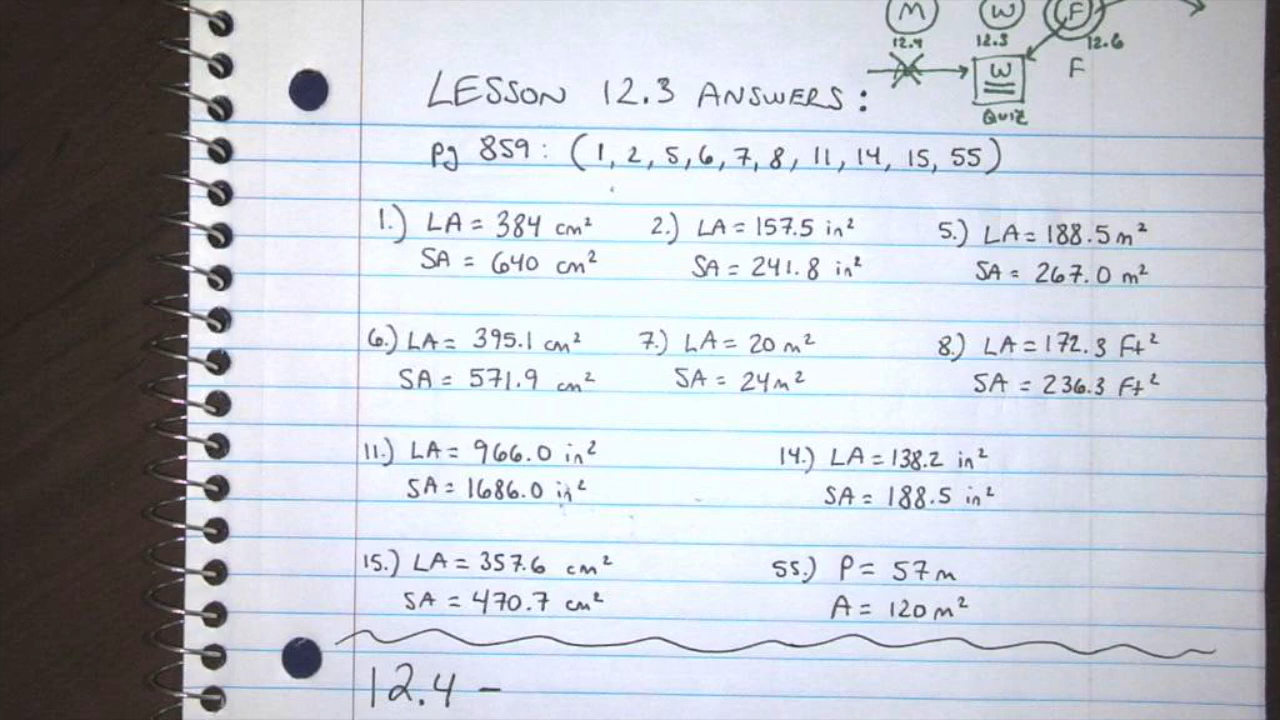 M W F
12.4 12.5 12.6
W F
QUIZ
LESSON 12.3 ANSWERS:
pg 859: (1, 2, 5, 6, 7, 8, 11, 14, 15, 55)
1.) LA = 384 cm² 2.) LA = 157.5 in² 5.) LA = 188.5 m²
SA = 640 cm² SA = 241.8 in² SA = 267.0 m²
6.) LA = 395.1 cm² 7.) LA = 20 m² 8.) LA = 172.3 Ft²
SA = 571.9 cm² SA = 24 m² SA = 236.3 Ft²
11.) LA = 966.0 in² 14.) LA = 138.2 in²
SA = 1686.0 in² SA = 188.5 in²
15.) LA = 357.6 cm² 55.) P = 57 m
SA = 470.7 cm² A = 120 m²
12.4 -